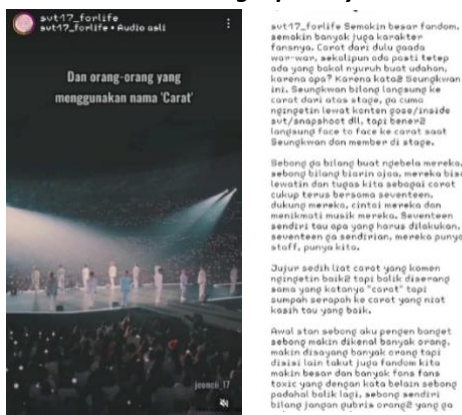 svt17_forlife
svt17_forlife • Audio asli
Dan orang-orang yang
menggunakan nama 'Carat'
svt17_forlife Semakin besar fandom,
semakin banyak juga karakter
fansnya. Carat dari dulu gaada
war-war, sekalipun ada pasti tetep
ada yang bakal nyuruh buat udahan,
karena apa? Karena kata2 Seungkwan
ini. Seungkwan bilang langsung ke
carat dari atas stage, ga cuma
ngingetin lewat konten gose/inside
svt/snapshoot dll, tapi bener2
langsung face to face ke carat saat
Seungkwan dan member di stage.
Sebong ga bilang buat ngebela mereka,
sebong bilang biarin ajaa, mereka bisa
lewatin dan tugas kita sebagai carat
cukup terus bersama seventeen,
dukung mereka, cintai mereka dan
menikmati musik mereka. Seventeen
sendiri tau apa yang harus dilakukan,
seventeen ga sendirian, mereka punya
staff, punya kita.
Jujur sedih liat carat yang komen
ngingetin baik2 tapi balik diserang
sama yang katanya "carat" tapi
sumpah serapah ke carat yang niat
kasih tau yang baik.
Awal stan sebong aku pengen banget
sebong makin dikenal banyak orang,
makin disayang banyak orang tapi
disisi lain takut juga fandom kita
makin besar dan banyak fans fans
toxic yang dengan kata belain sebong
padahal balik lagi, sebong sendiri
bilang jangan gubris orang2 yang ga